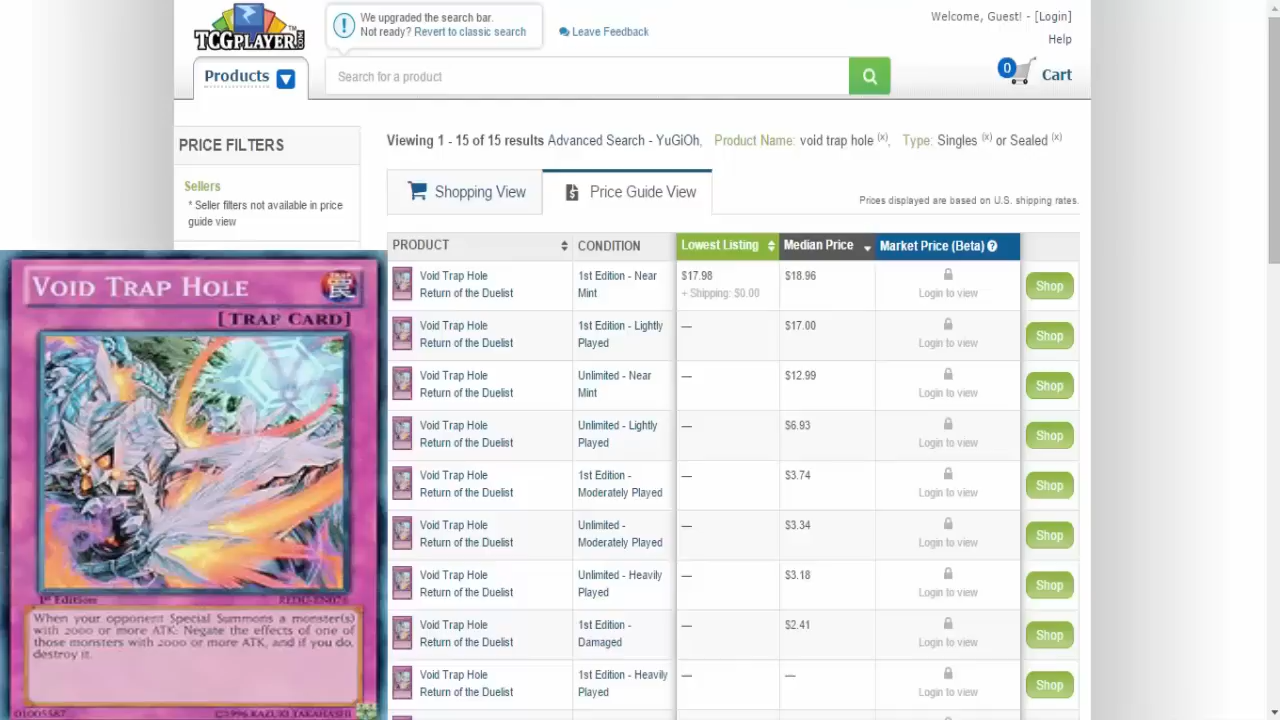 TCGPLAYER.COM
We upgraded the search bar.
Not ready? Revert to classic search
Leave Feedback
Welcome, Guest! - [Login]
Help
Products
Search for a product
0
Cart
PRICE FILTERS
Sellers
* Seller filters not available in price
guide view
Viewing 1 - 15 of 15 results Advanced Search - YuGiOh, Product Name: void trap hole (x), Type: Singles (x) or Sealed (x)
Shopping View
Price Guide View
Prices displayed are based on U.S. shipping rates.
PRODUCT CONDITION Lowest Listing Median Price Market Price (Beta) ?
Void Trap Hole 1st Edition - Near $17.98 $18.96 Shop
Return of the Duelist Mint + Shipping: $0.00 Login to view
Void Trap Hole 1st Edition - Lightly — $17.00 Shop
Return of the Duelist Played Login to view
Void Trap Hole Unlimited - Near — $12.99 Shop
Return of the Duelist Mint Login to view
Void Trap Hole Unlimited - Lightly — $6.93 Shop
Return of the Duelist Played Login to view
Void Trap Hole 1st Edition - — $3.74 Shop
Return of the Duelist Moderately Played Login to view
Void Trap Hole Unlimited - — $3.34 Shop
Return of the Duelist Moderately Played Login to view
Void Trap Hole Unlimited - Heavily — $3.18 Shop
Return of the Duelist Played Login to view
Void Trap Hole 1st Edition - — $2.41 Shop
Return of the Duelist Damaged Login to view
Void Trap Hole 1st Edition - Heavily — — Shop
Return of the Duelist Played Login to view
VOID TRAP HOLE
罠
[TRAP CARD]
1st Edition REDU-EN076
When your opponent Special Summons a monster(s)
with 2000 or more ATK: Negate the effects of one of
those monsters with 2000 or more ATK, and if you do,
destroy it.
©1996 KAZUKI TAKAHASHI